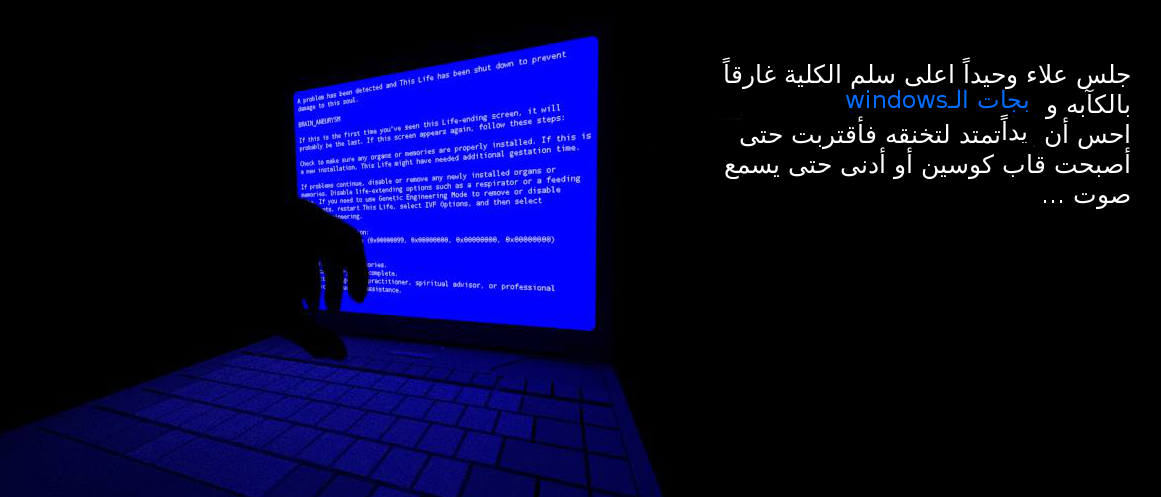 A problem has been detected and This Life has been shut down to prevent
damage to this soul.
BRAIN_ANEURYSM
If this is the first time you've seen this Life-ending screen, it will
probably be the last. If this screen appears again, follow these steps:
Check to make sure any organs or memories are properly installed. If this is
a new installation, This Life might have needed additional gestation time.
If problems continue, disable or remove any newly installed organs or
memories. Disable life-extending options such as a respirator or a feeding
If you need to use Genetic Engineering Mode to remove or disable
restart This Life, select IVF Options, and then select
(0x00000099, 0x00000000, 0x00000000, 0x00000000)
complete.
practitioner, spiritual advisor, or professional
assistance.
جلس علاء وحيداً اعلى سلم الكلية غارقاً
بالكآبه و بجات الـwindows
احس أن يداً تمتد لتخنقه فأقتربت حتى
أصبحت قاب كوسين أو أدنى حتى يسمع
صوت ...